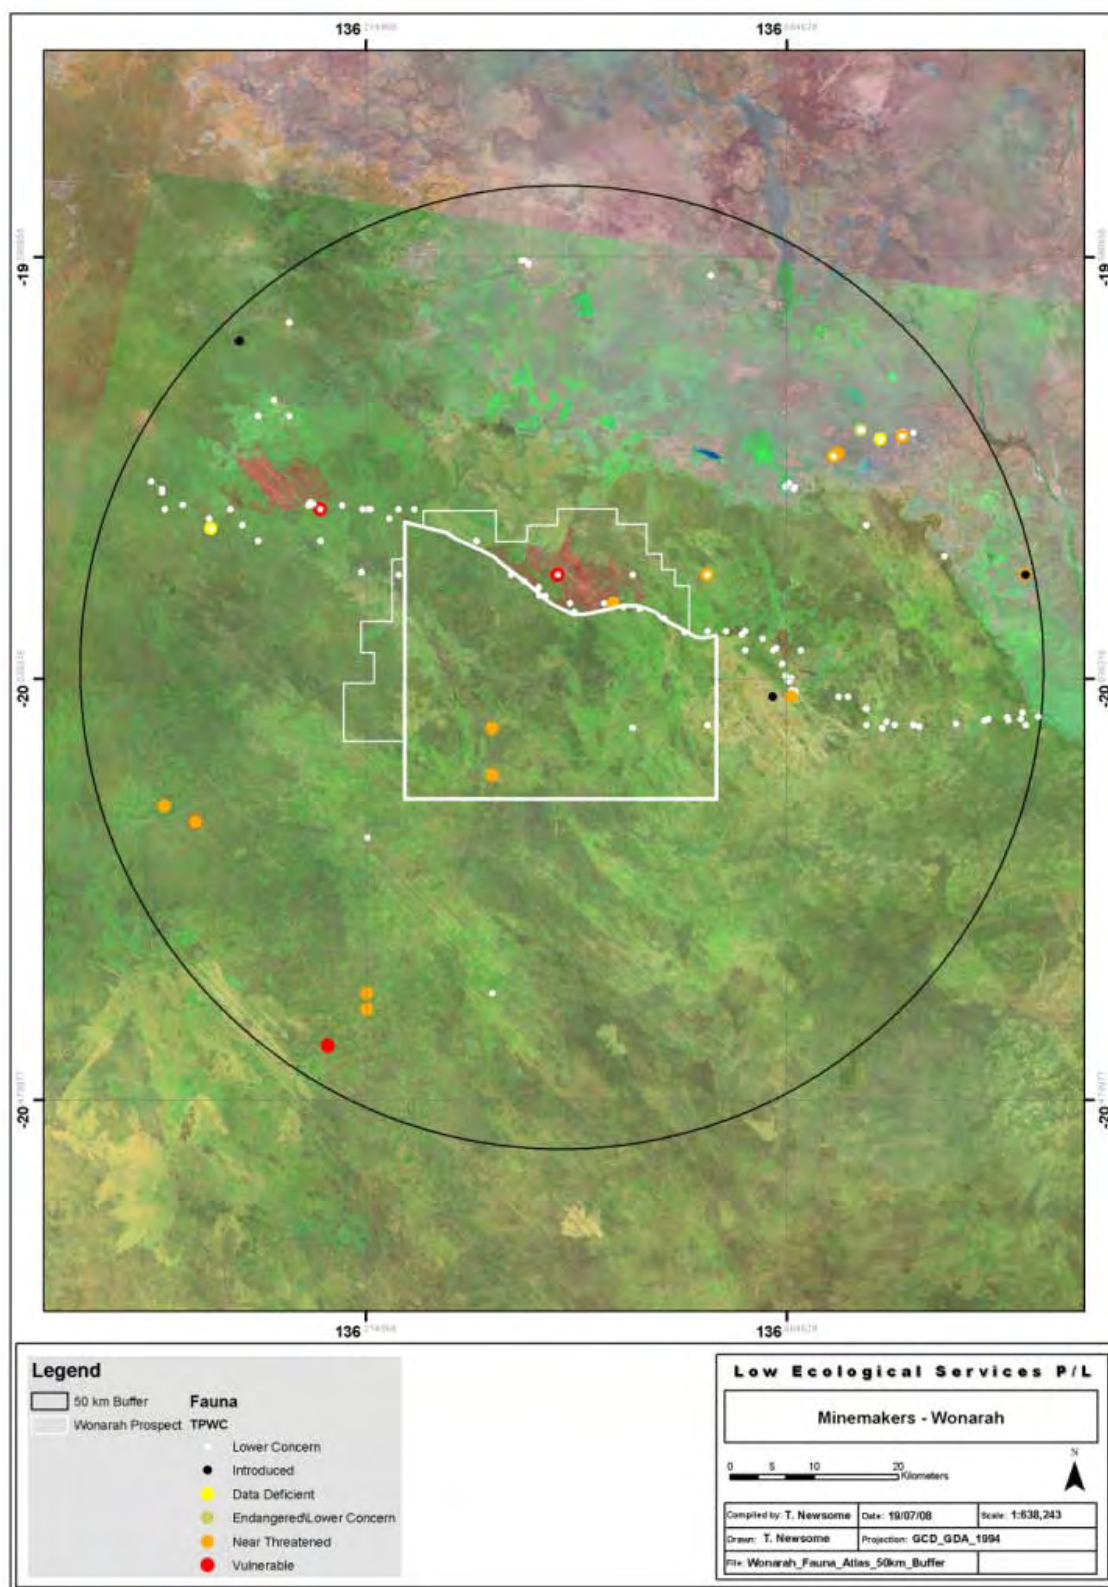 136 136
-19 -19
-20 -20
-20 -20
136 136
Legend
50 km Buffer
Fauna
Wonarah Prospect
TPWC
Lower Concern
Introduced
Data Deficient
Endangered\Lower Concern
Near Threatened
Vulnerable
Low Ecological Services P/L
Minemakers - Wonarah
N
0 5 10 20
Kilometers
Compiled by: T. Newsome
Date: 19/07/08
Scale: 1:638,243
Drawn: T. Newsome
Projection: GCD_GDA_1994
File: Wonarah_Fauna_Atlas_50km_Buffer